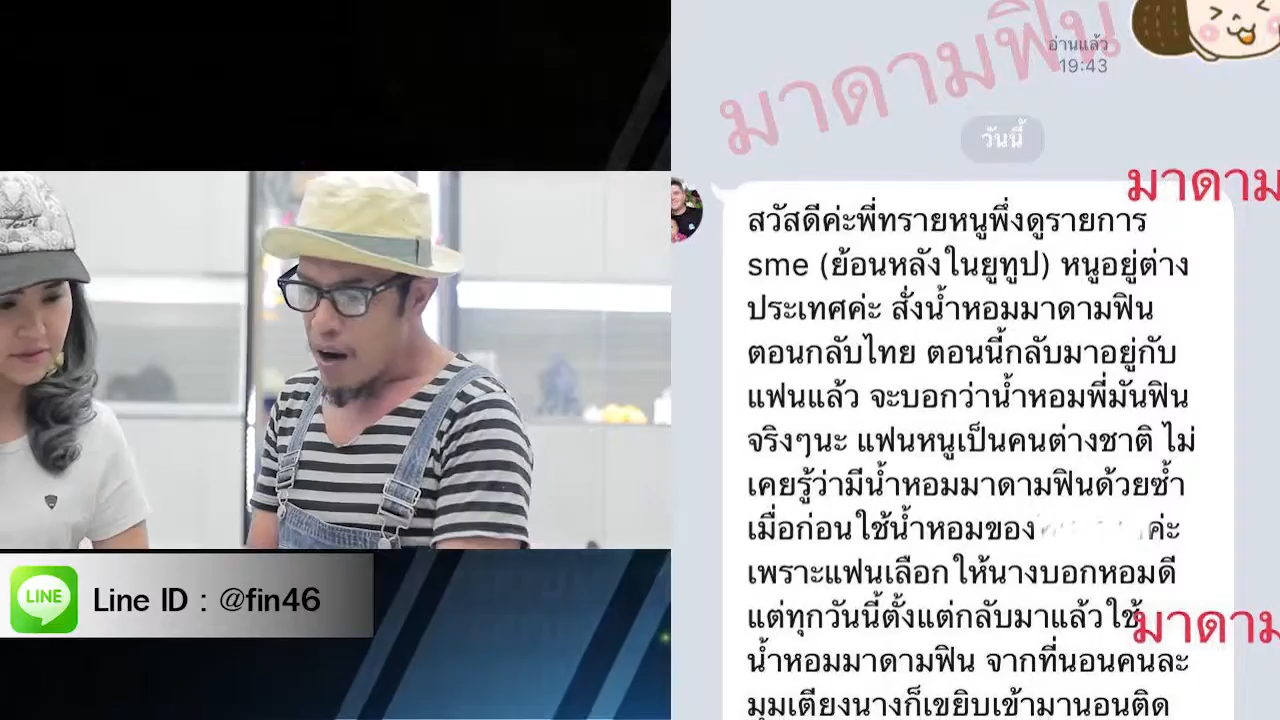 มาดามฟิน
อ่านแล้ว
19:43
วันนี้
มาดาม
สวัสดีค่ะพี่ทรายหนูพึ่งดูรายการ
sme (ย้อนหลังในยูทูป) หนูอยู่ต่าง
ประเทศค่ะ สั่งน้ำหอมมาดามฟิน
ตอนกลับไทย ตอนนี้กลับมาอยู่กับ
แฟนแล้ว จะบอกว่าน้ำหอมพี่มันฟิน
จริงๆนะ แฟนหนูเป็นคนต่างชาติ ไม่
เคยรู้ว่ามีน้ำหอมมาดามฟินด้วยซ้ำ
เมื่อก่อนใช้น้ำหอมของ ค่ะ
เพราะแฟนเลือกให้นางบอกหอมดี
แต่ทุกวันนี้ตั้งแต่กลับมาแล้วใช้
มาดาม
น้ำหอมมาดามฟิน จากที่นอนคนละ
มุมเตียงนางก็เขยิบเข้ามานอนติด
LINE
Line ID : @fin46